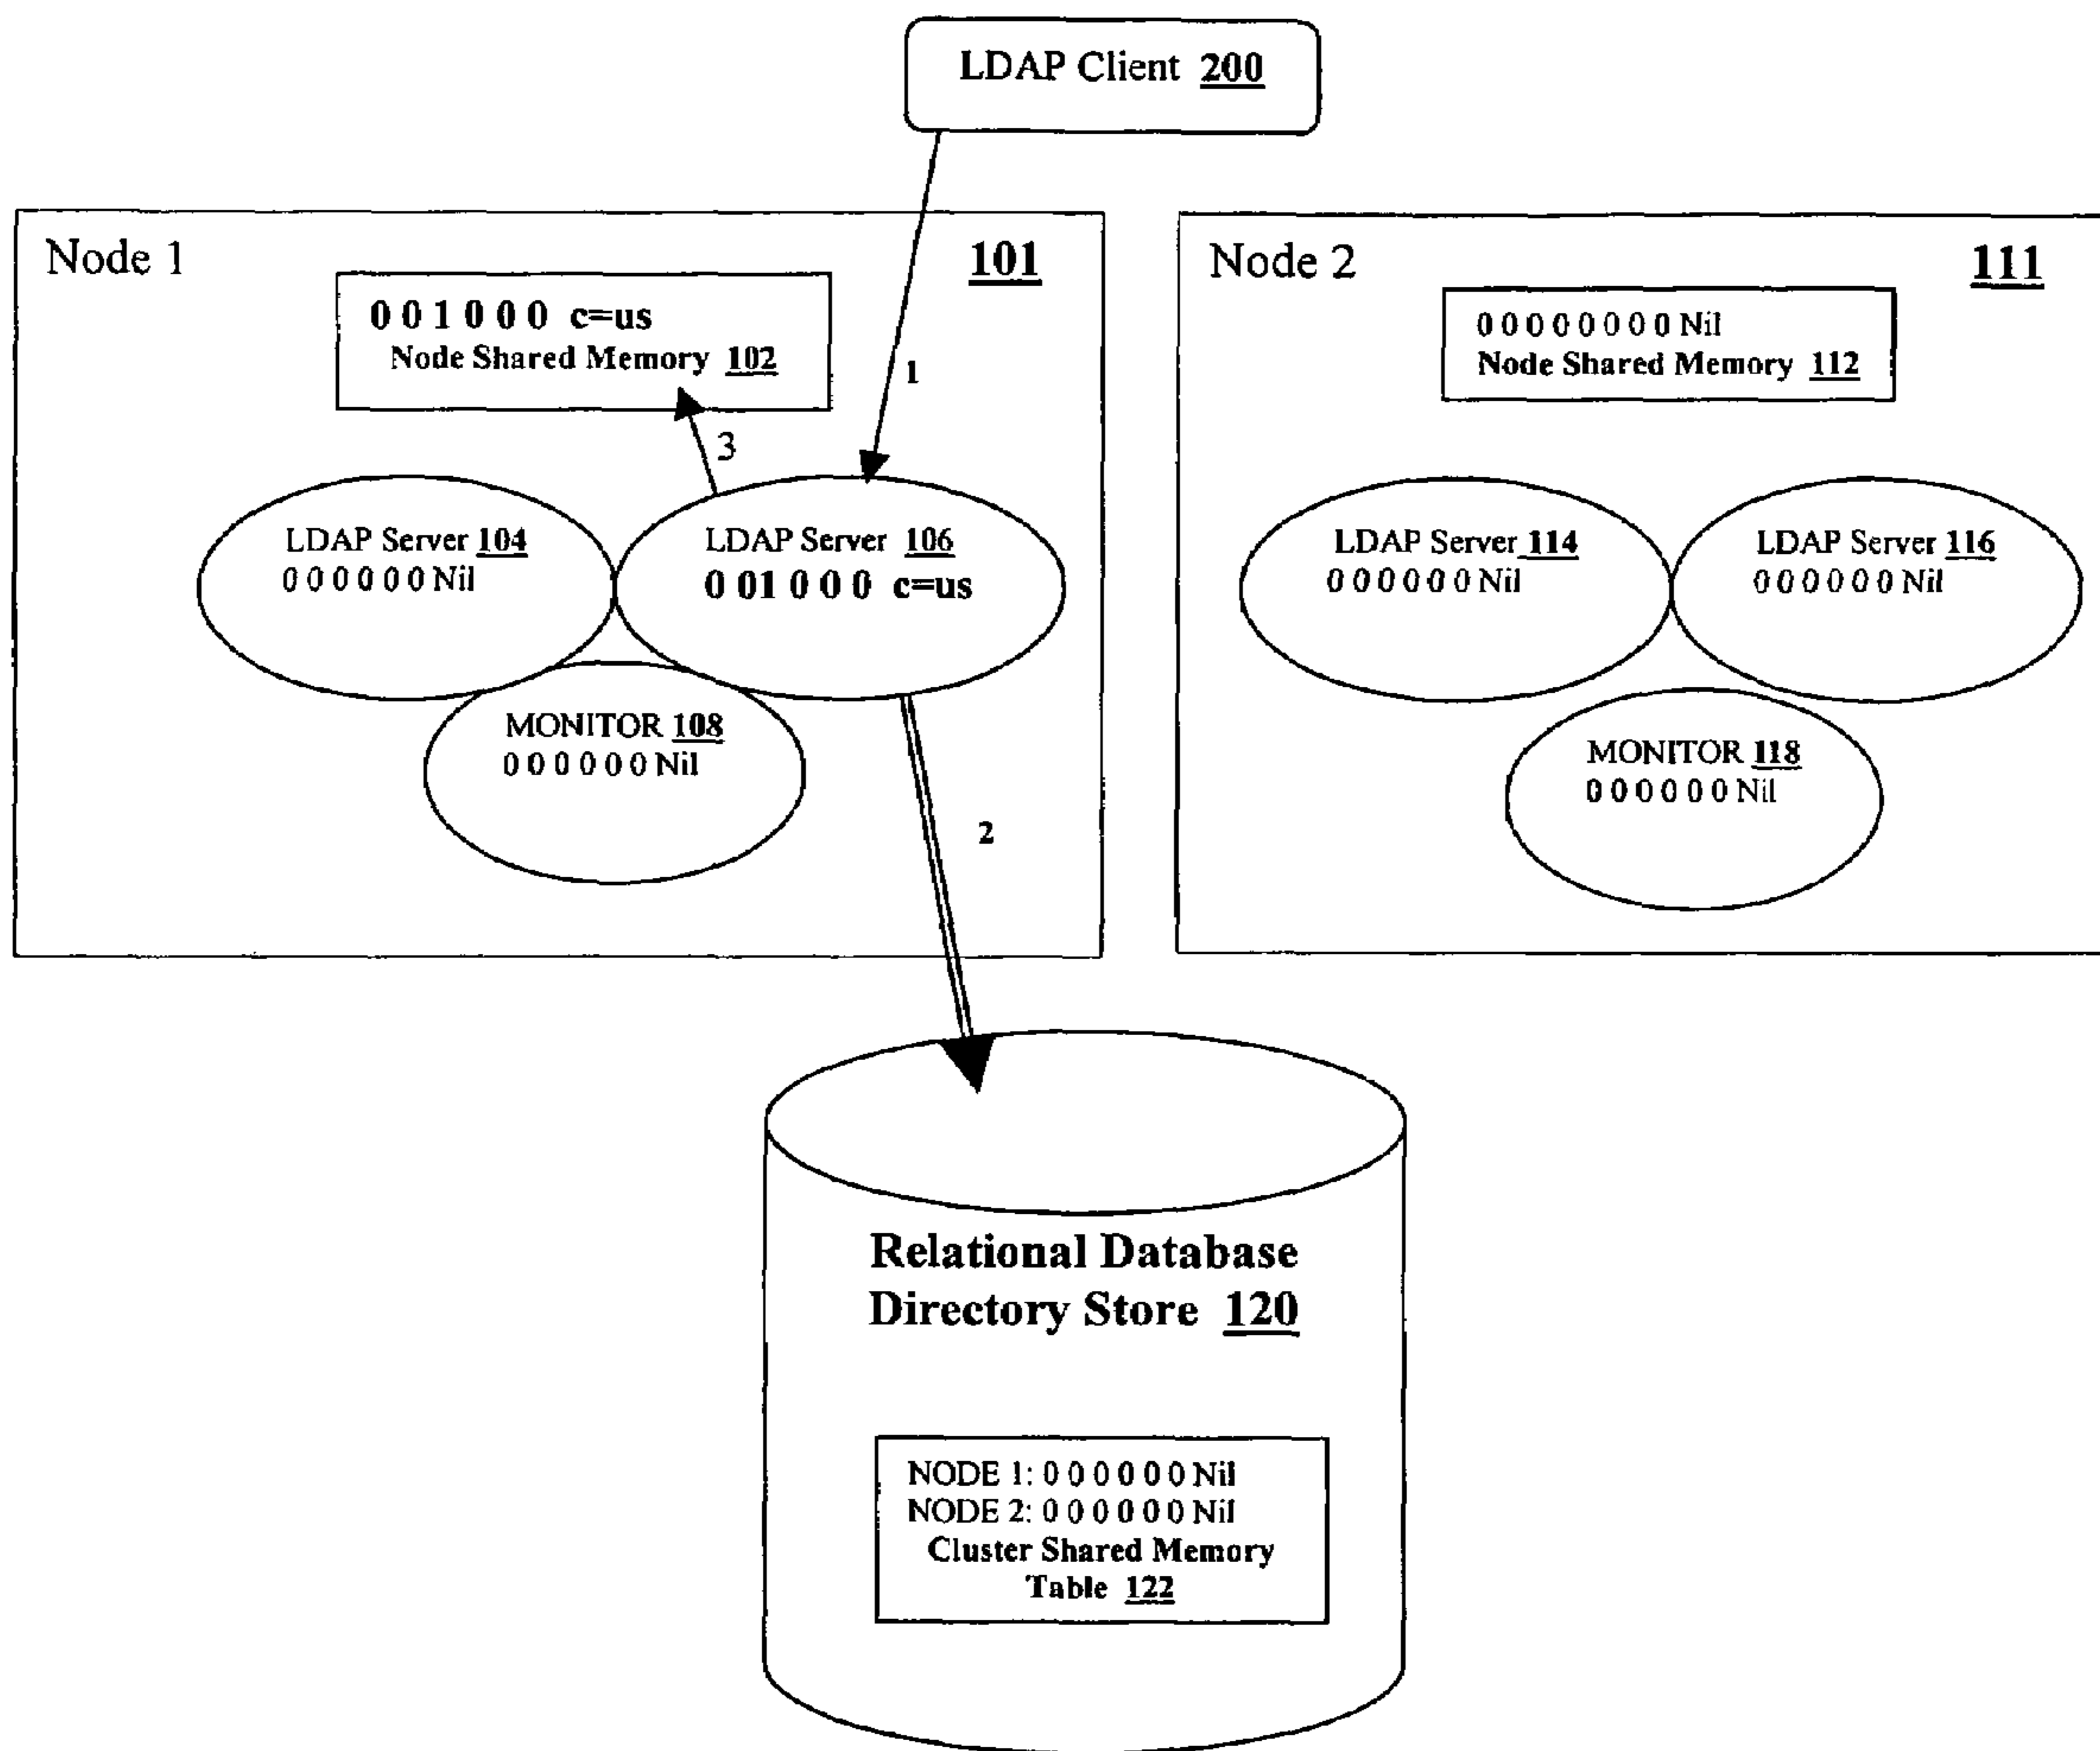 LDAP Client 200
Node 1 101
0 0 1 0 0 0 c=us
Node Shared Memory 102
1
3
LDAP Server 104
0 0 0 0 0 0 Nil
LDAP Server 106
0 01 0 0 0 c=us
MONITOR 108
0 0 0 0 0 0 Nil
2
Node 2 111
0 0 0 0 0 0 0 0 Nil
Node Shared Memory 112
LDAP Server 114
0 0 0 0 0 0 Nil
LDAP Server 116
0 0 0 0 0 0 Nil
MONITOR 118
0 0 0 0 0 0 Nil
Relational Database
Directory Store 120
NODE 1: 0 0 0 0 0 0 Nil
NODE 2: 0 0 0 0 0 0 Nil
Cluster Shared Memory
Table 122